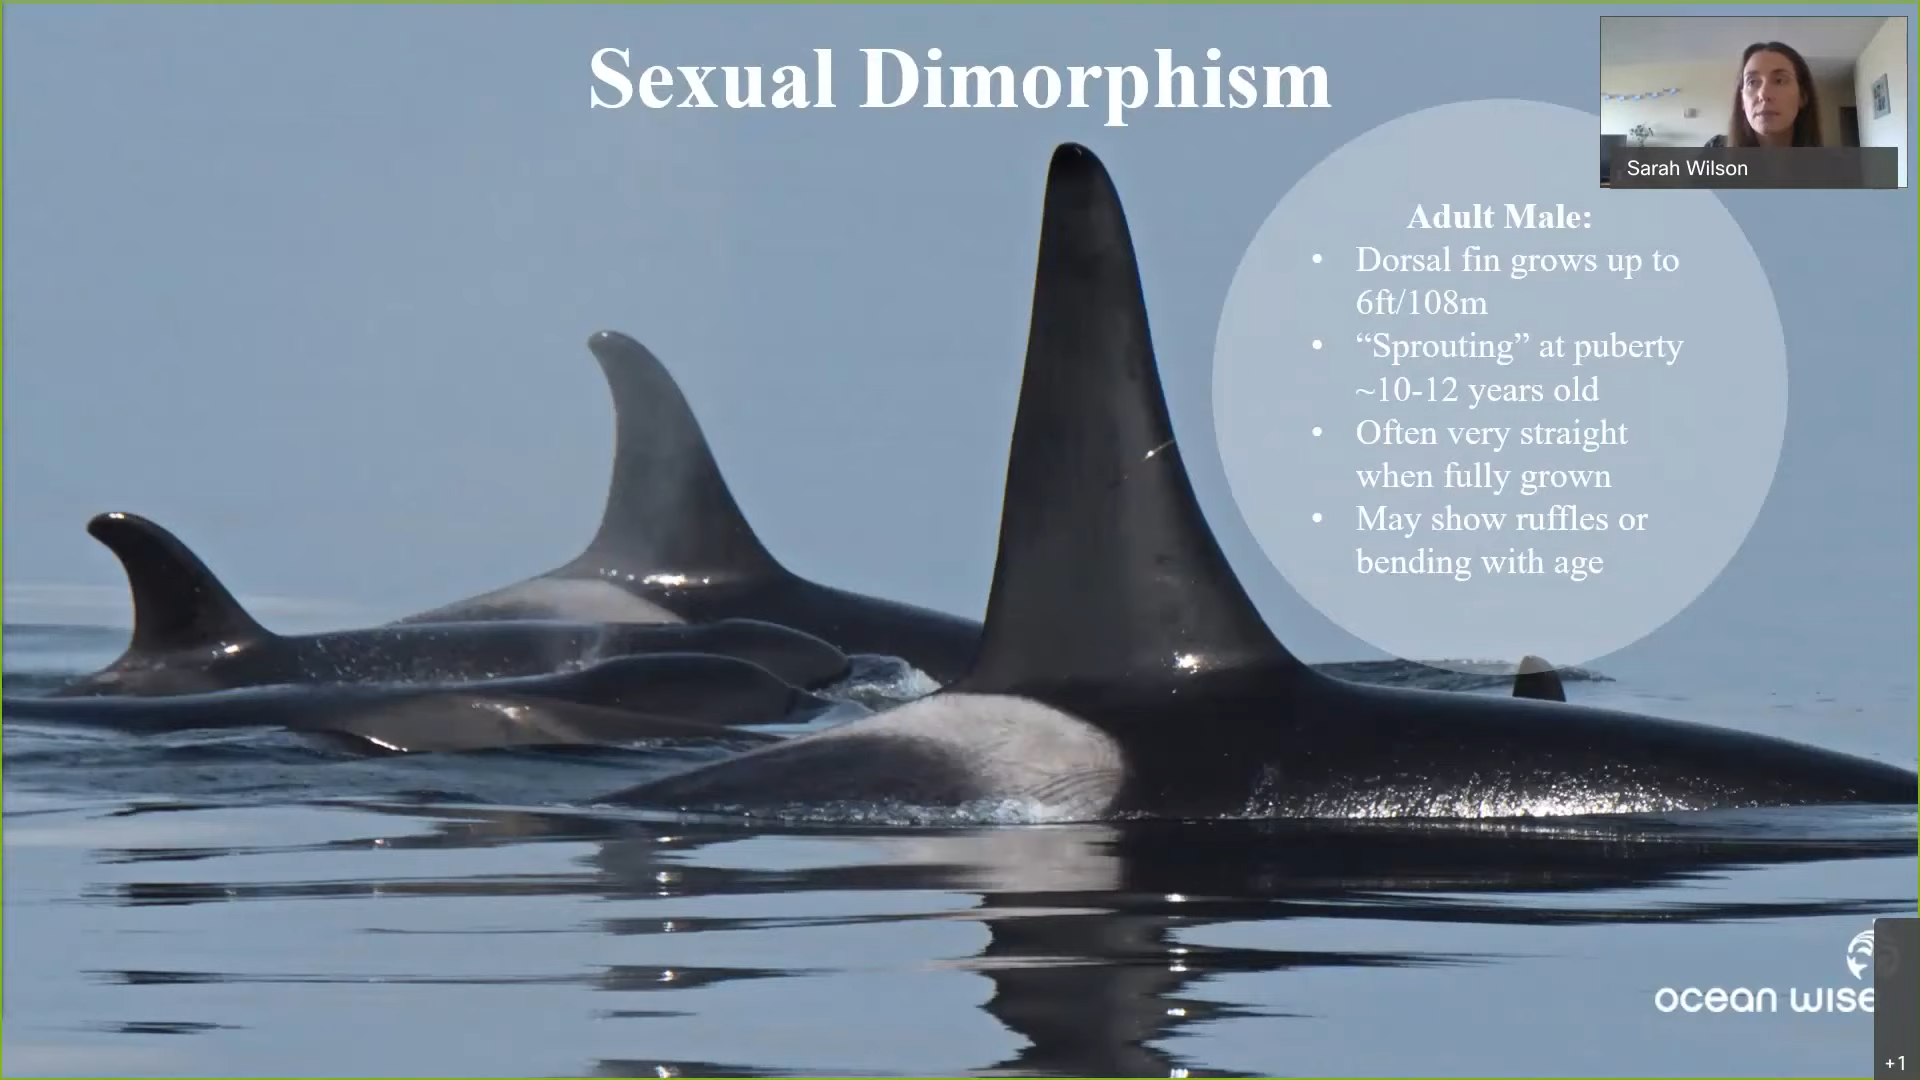 Sexual Dimorphism
Sarah Wilson
Adult Male:
• Dorsal fin grows up to
6ft/108m
• “Sprouting” at puberty
~10-12 years old
• Often very straight
when fully grown
• May show ruffles or
bending with age
ocean wise
+1